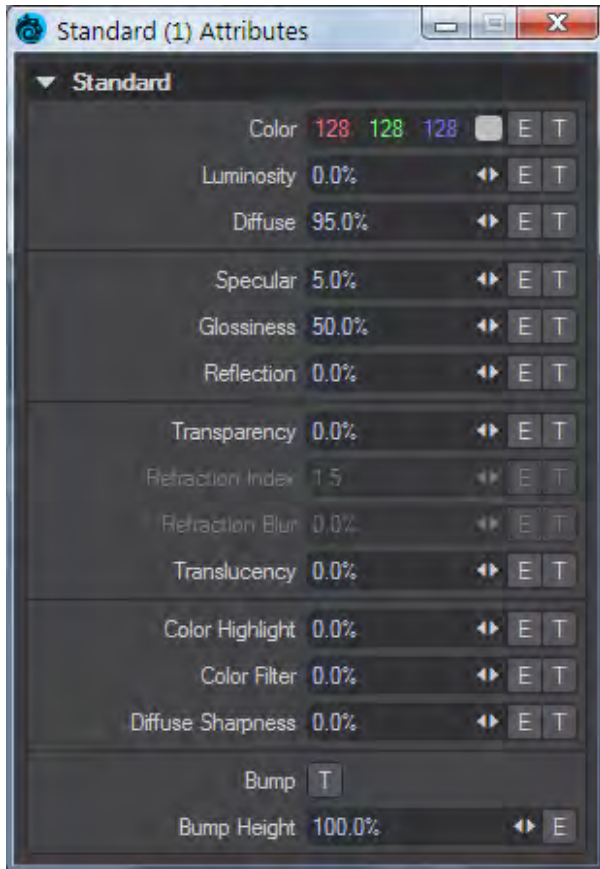 Standard (1) Attributes
Standard
Color 128 128 128 E T
Luminosity 0.0% E T
Diffuse 95.0% E T
Specular 5.0% E T
Glossiness 50.0% E T
Reflection 0.0% E T
Transparency 0.0% E T
Refraction Index 1.5 E T
Refraction Blur 0.0% E T
Translucency 0.0% E T
Color Highlight 0.0% E T
Color Filter 0.0% E T
Diffuse Sharpness 0.0% E T
Bump T
Bump Height 100.0% E